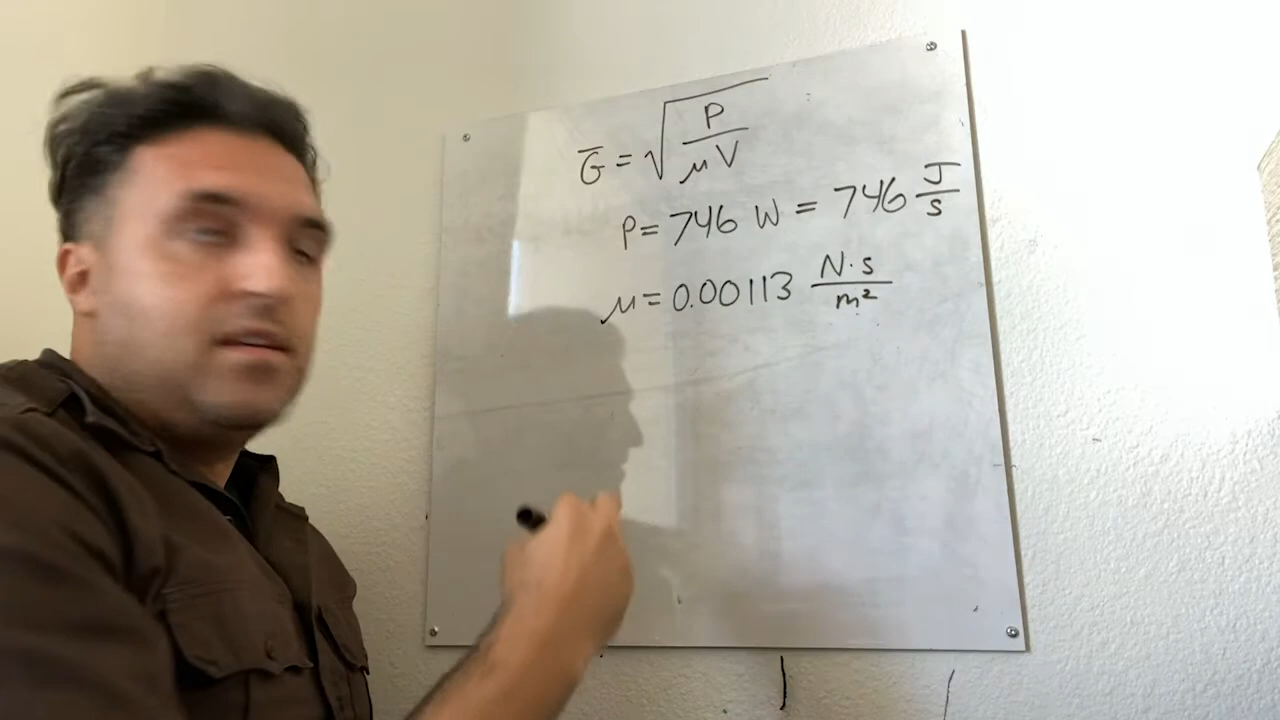 G̅ = √(P/μV)
P = 746 W = 746 J/s
μ = 0.00113 N·s/m²